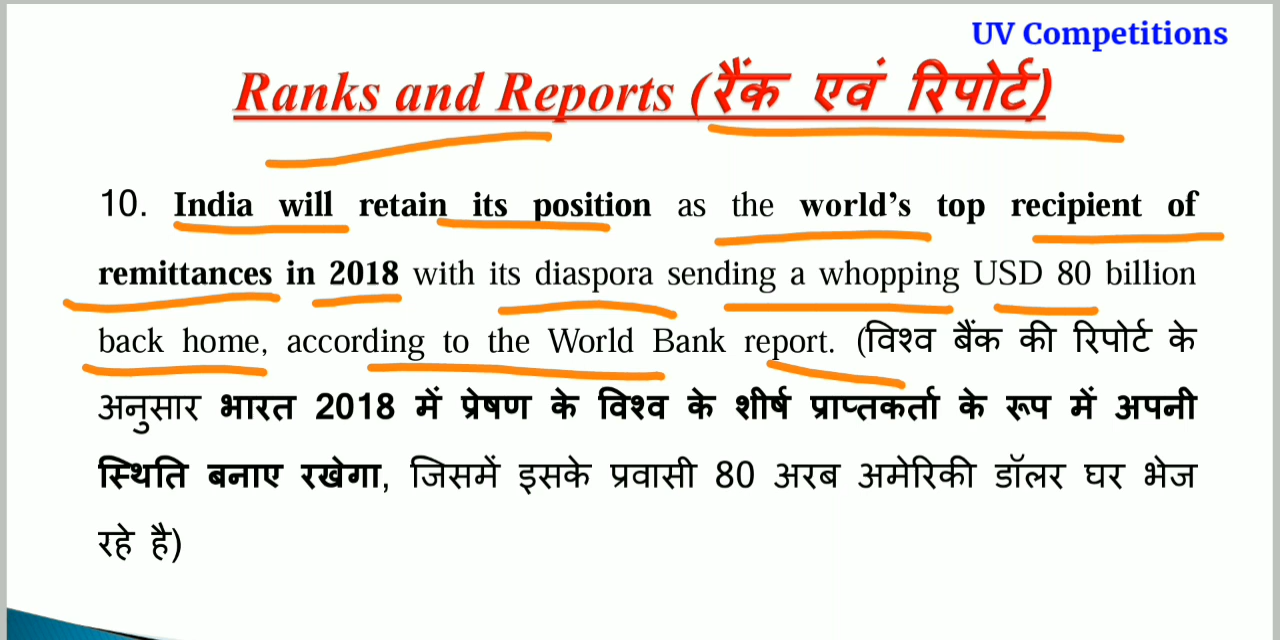 UV Competitions
Ranks and Reports (रैंक एवं रिपोर्ट)
10. India will retain its position as the world's top recipient of
remittances in 2018 with its diaspora sending a whopping USD 80 billion
back home, according to the World Bank report. (विश्व बैंक की रिपोर्ट के
अनुसार भारत 2018 में प्रेषण के विश्व के शीर्ष प्राप्तकर्ता के रूप में अपनी
स्थिति बनाए रखेगा, जिसमें इसके प्रवासी 80 अरब अमेरिकी डॉलर घर भेज
रहे है)